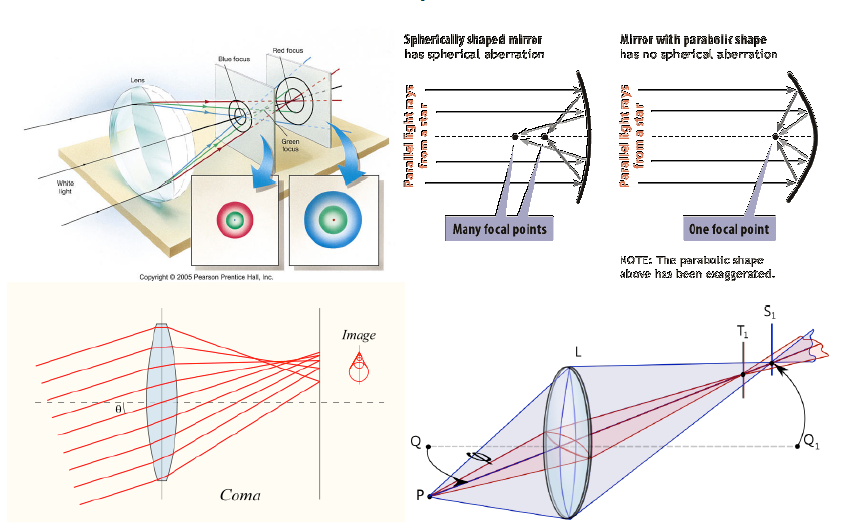 Lens
Blue focus
Red focus
Green
focus
White
light
Copyright © 2005 Pearson Prentice Hall, Inc.
Spherically shaped mirror
has spherical aberration
Parallel light rays
from a star
Many focal points
Mirror with parabolic shape
has no spherical aberration
Parallel light rays
from a star
One focal point
NOTE: The parabolic shape
above has been exaggerated.
θ
Image
Coma
L
T1
S1
Q
φ
P
Q1